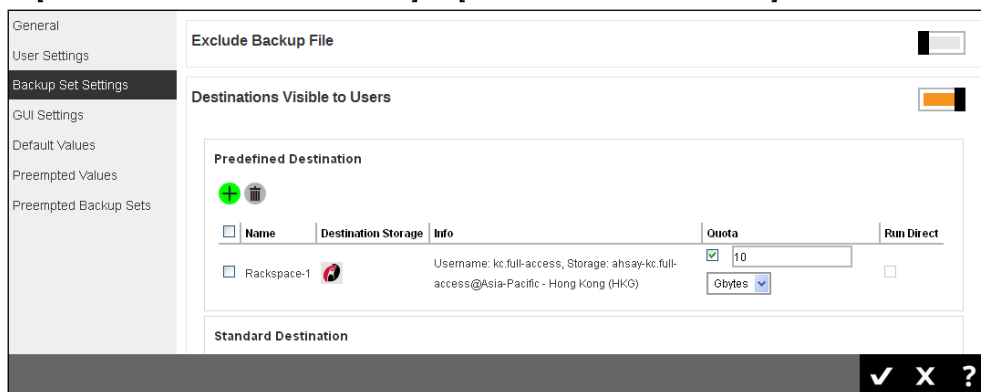 General
User Settings
Backup Set Settings
GUI Settings
Default Values
Preempted Values
Preempted Backup Sets
Exclude Backup File
Destinations Visible to Users
Predefined Destination
Name Destination Storage Info Quota Run Direct
Rackspace-1 Username: kc.full-access, Storage: ahsay-kc.full-
access@Asia-Pacific - Hong Kong (HKG)
10
Gbytes
Standard Destination
?